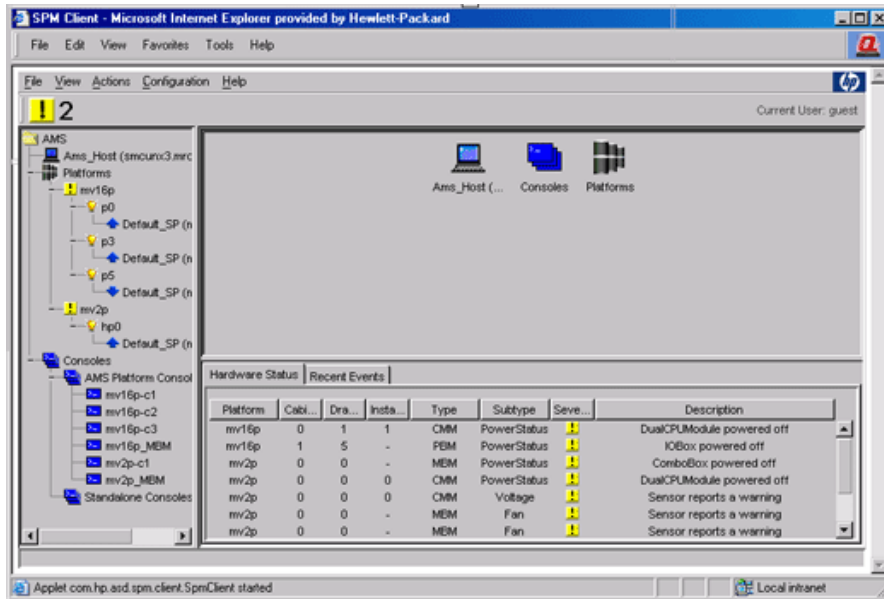 SPM Client - Microsoft Internet Explorer provided by Hewlett-Packard
File Edit View Favorites Tools Help
File View Actions Configuration Help
hp
! 2
Current User: guest
AMS
Ams_Host (smcunx3.mrc
Platforms
mv16p
p0
Default_SP (n
p3
Default_SP (n
p5
Default_SP (n
mv2p
hp0
Default_SP (n
Consoles
AMS Platform Consol
mv16p-c1
mv16p-c2
mv16p-c3
mv16p_MBM
mv2p-c1
mv2p_MBM
Standalone Consoles
Ams_Host (... Consoles Platforms
Hardware Status Recent Events
Platform Cabi... Dra... Insta... Type Subtype Seve... Description
mv16p 0 1 1 CMM PowerStatus ! DualCPUModule powered off
mv16p 1 5 - PBM PowerStatus ! IOBox powered off
mv2p 0 0 - MBM PowerStatus ! ComboBox powered off
mv2p 0 0 0 CMM PowerStatus ! DualCPUModule powered off
mv2p 0 0 0 CMM Voltage ! Sensor reports a warning
mv2p 0 0 - MBM Fan ! Sensor reports a warning
mv2p 0 0 - MBM Fan ! Sensor reports a warning
Applet com.hp.asd.spm.client.SpmClient started
Local intranet